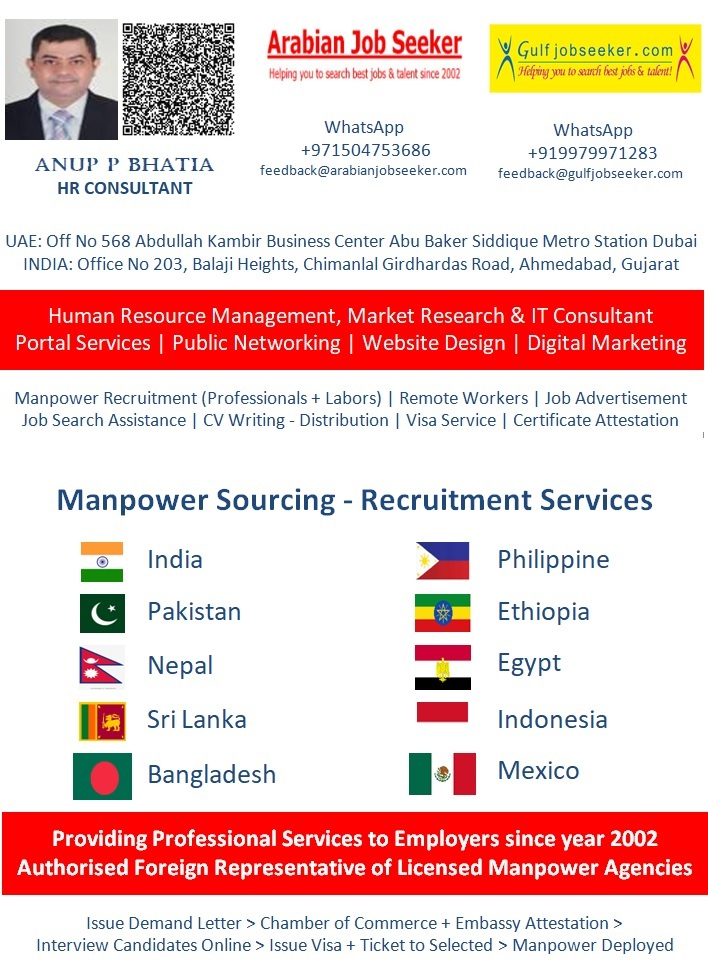 Arabian Job Seeker
Helping you to search best jobs & talent since 2002
Gulf jobseeker.com
Helping you to search best jobs & talent!
WhatsApp
+971504753686
feedback@arabianjobseeker.com
WhatsApp
+919979971283
feedback@gulfjobseeker.com
ANUP P BHATIA
HR CONSULTANT
UAE: Off No 568 Abdullah Kambir Business Center Abu Baker Siddique Metro Station Dubai
INDIA: Office No 203, Balaji Heights, Chimanlal Girdhardas Road, Ahmedabad, Gujarat
Human Resource Management, Market Research & IT Consultant
Portal Services | Public Networking | Website Design | Digital Marketing
Manpower Recruitment (Professionals + Labors) | Remote Workers | Job Advertisement
Job Search Assistance | CV Writing - Distribution | Visa Service | Certificate Attestation
Manpower Sourcing - Recruitment Services
India
Philippine
Pakistan
Ethiopia
Nepal
Egypt
Sri Lanka
Indonesia
Bangladesh
Mexico
Providing Professional Services to Employers since year 2002
Authorised Foreign Representative of Licensed Manpower Agencies
Issue Demand Letter > Chamber of Commerce + Embassy Attestation >
Interview Candidates Online > Issue Visa + Ticket to Selected > Manpower Deployed